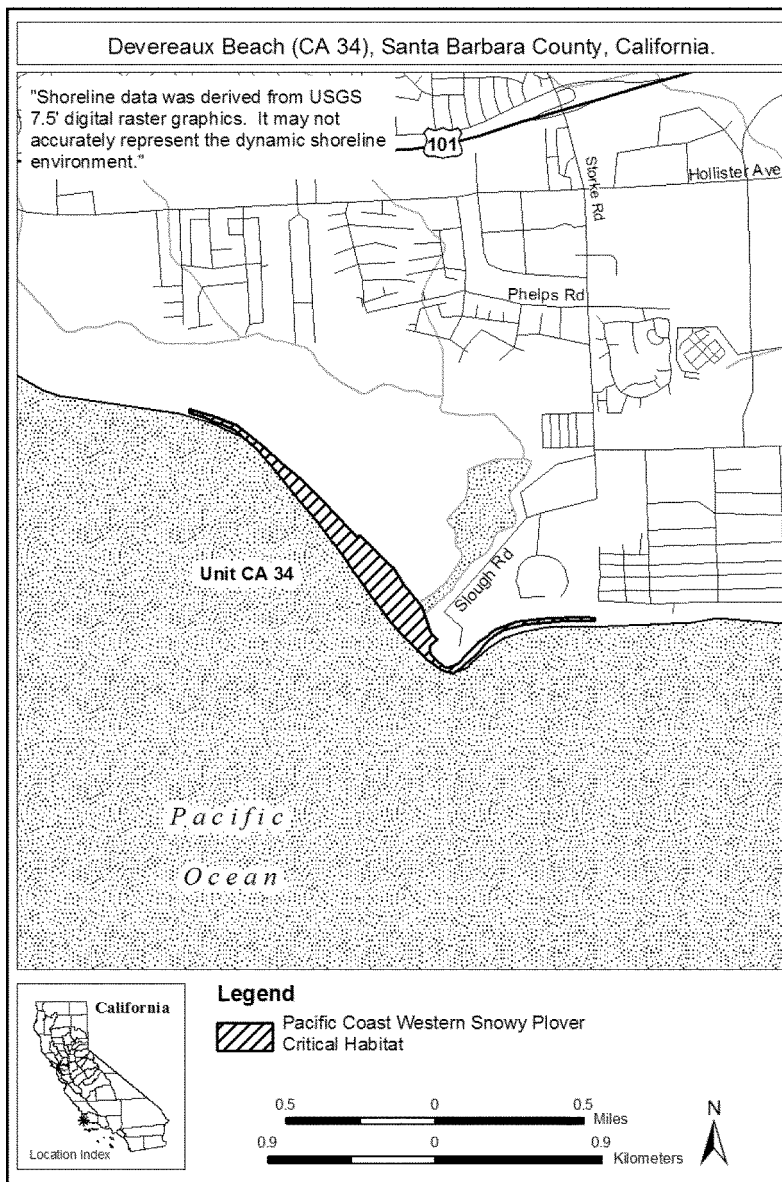 Devereaux Beach (CA 34), Santa Barbara County, California.
"Shoreline data was derived from USGS
7.5' digital raster graphics. It may not
accurately represent the dynamic shoreline
environment."
101
Storke Rd
Hollister Ave
Phelps Rd
Unit CA 34
Slough Rd
Pacific
Ocean
California
Location Index
Legend
Pacific Coast Western Snowy Plover
Critical Habitat
0.5 0 0.5 Miles
0.9 0 0.9 Kilometers
N